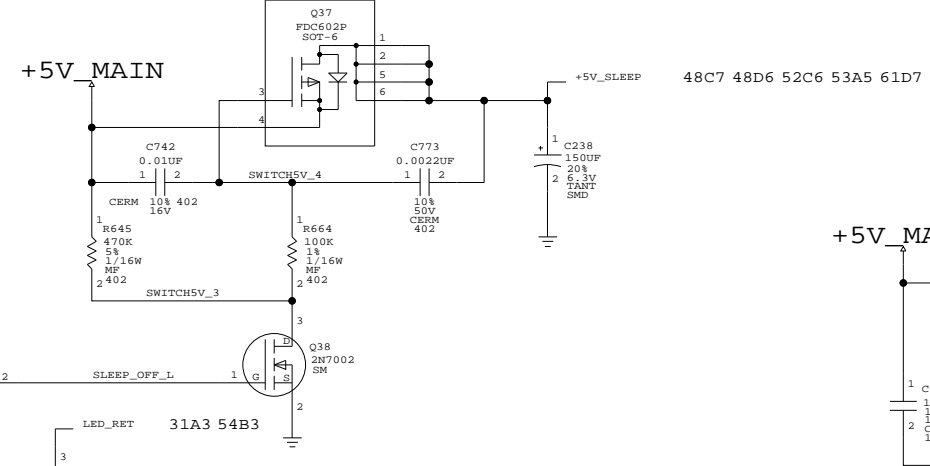 Q37
FDC602P
SOT-6
1
2
5
6
3
4
+5V_MAIN
+5V_SLEEP
48C7 48D6 52C6 53A5 61D7
C742
0.01UF
1 2
CERM 10% 402
16V
SWITCH5V_4
C773
0.0022UF
1 2
10%
50V
CERM
402
+
1
C238
150UF
20%
6.3V
TANT
SMD
2
1
R645
470K
5%
1/16W
MF
402
2
1
R664
100K
1%
1/16W
MF
402
2
SWITCH5V_3
3
D
Q38
2N7002
SM
G
S
1
2
2
SLEEP_OFF_L
LED_RET
31A3 54B3
3
+5V_MA
1
C
2